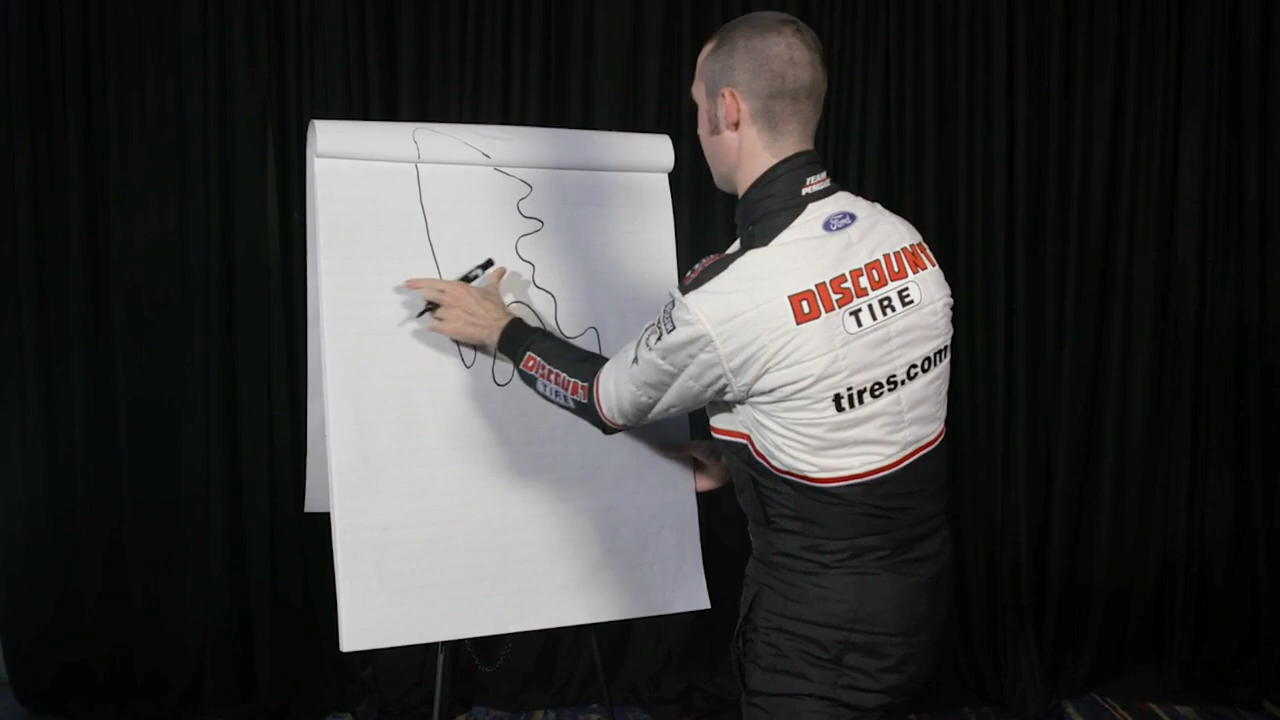 TEAM
PENSKE
Ford
DISCOUNT
TIRE
tires.com
DISCOUNT
TIRE